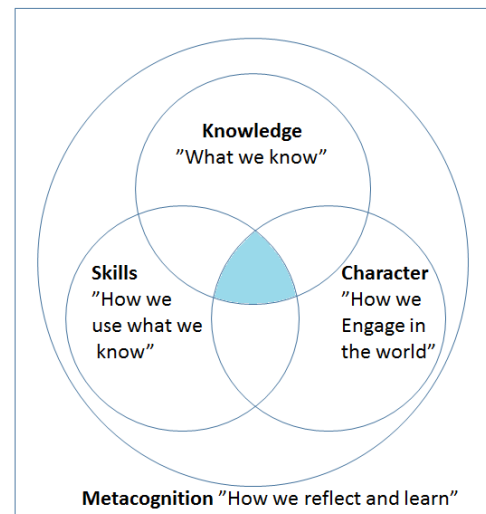 Knowledge
”What we know”
Skills
”How we
use what we
know”
Character
”How we
Engage in
the world”
Metacognition ”How we reflect and learn”